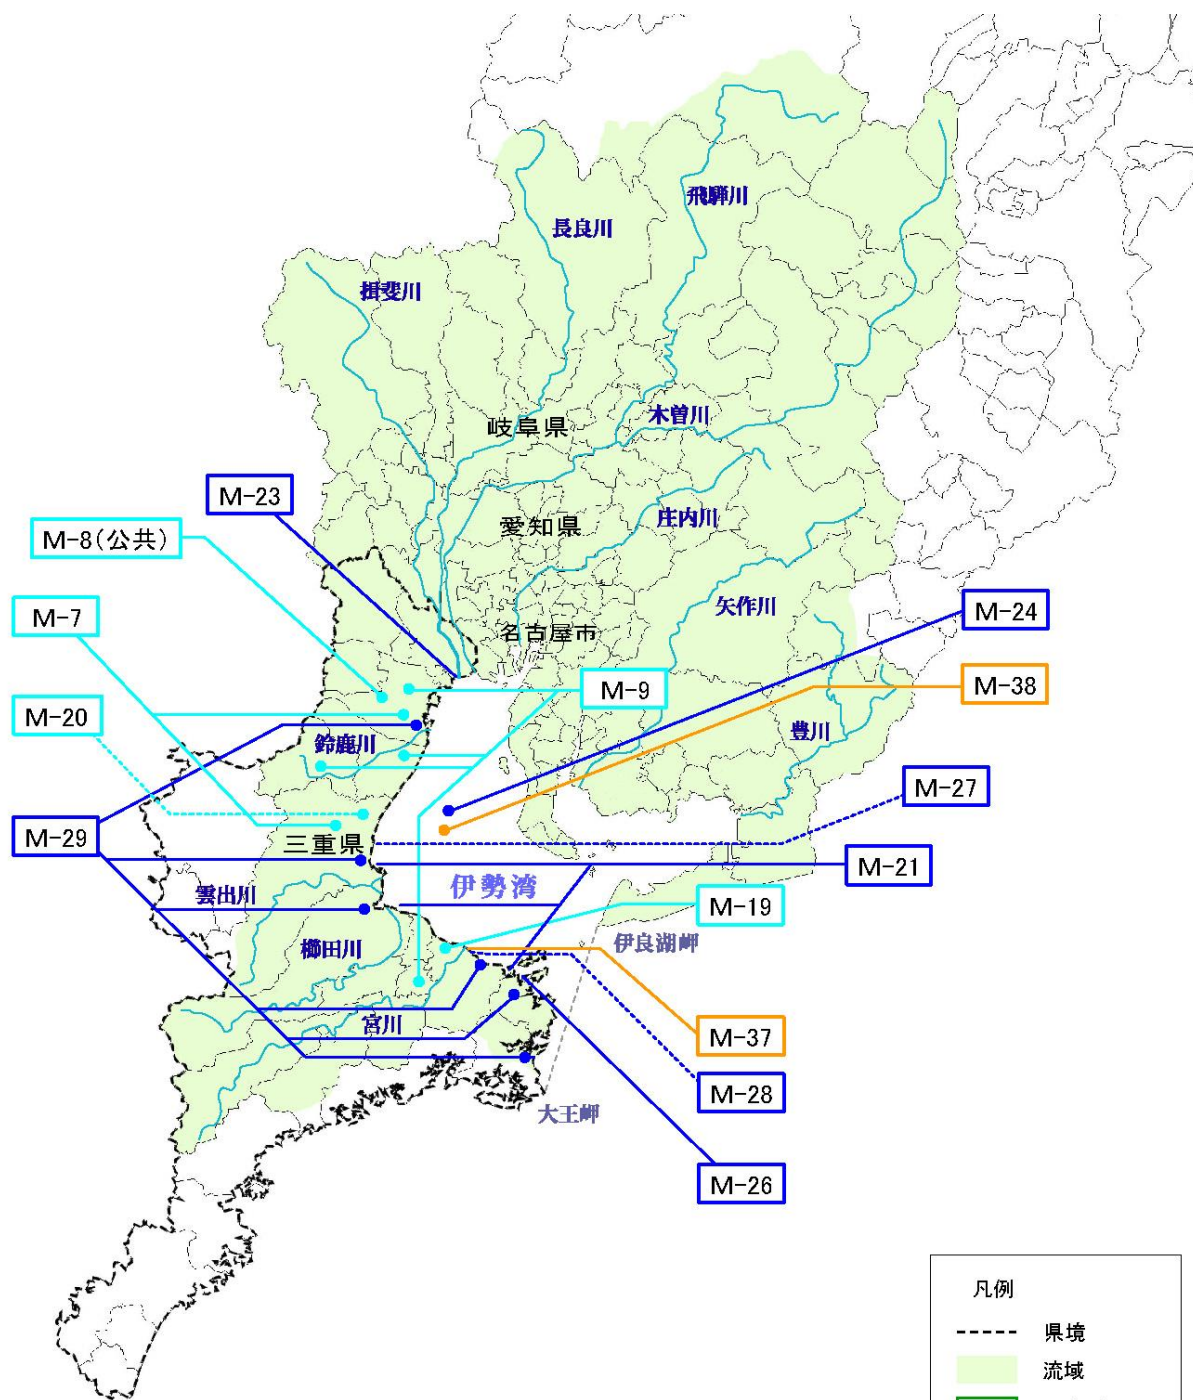 飛騨川
長良川
揖斐川
木曽川
岐阜県
M-23
愛知県
庄内川
M-8(公共)
矢作川
M-24
M-7
名古屋市
M-9
M-38
M-20
鈴鹿川
豊川
M-27
M-29
三重県
M-21
伊勢湾
雲出川
M-19
櫛田川
伊良湖岬
宮川
M-37
M-28
大王岬
M-26
凡例
県境
流域